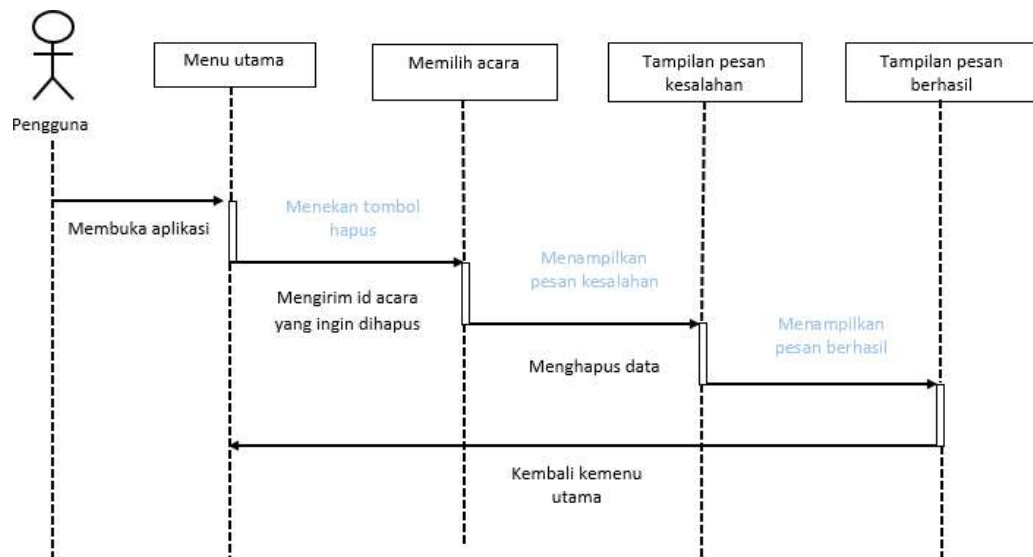 Menu utama
Memilih acara
Tampilan pesan
kesalahan
Tampilan pesan
berhasil
Pengguna
Membuka aplikasi
Menekan tombol
hapus
Mengirim id acara
yang ingin dihapus
Menampilkan
pesan kesalahan
Menghapus data
Menampilkan
pesan berhasil
Kembali kemenu
utama